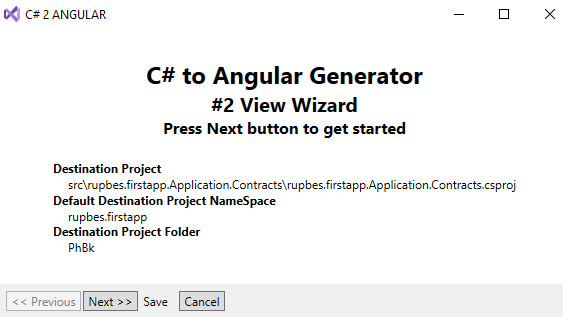 C# 2 ANGULAR
C# to Angular Generator
#2 View Wizard
Press Next button to get started
Destination Project
src\rupbes.firstapp.Application.Contracts\rupbes.firstapp.Application.Contracts.csproj
Default Destination Project NameSpace
rupbes.firstapp
Destination Project Folder
PhBk
<< Previous Next >> Save Cancel